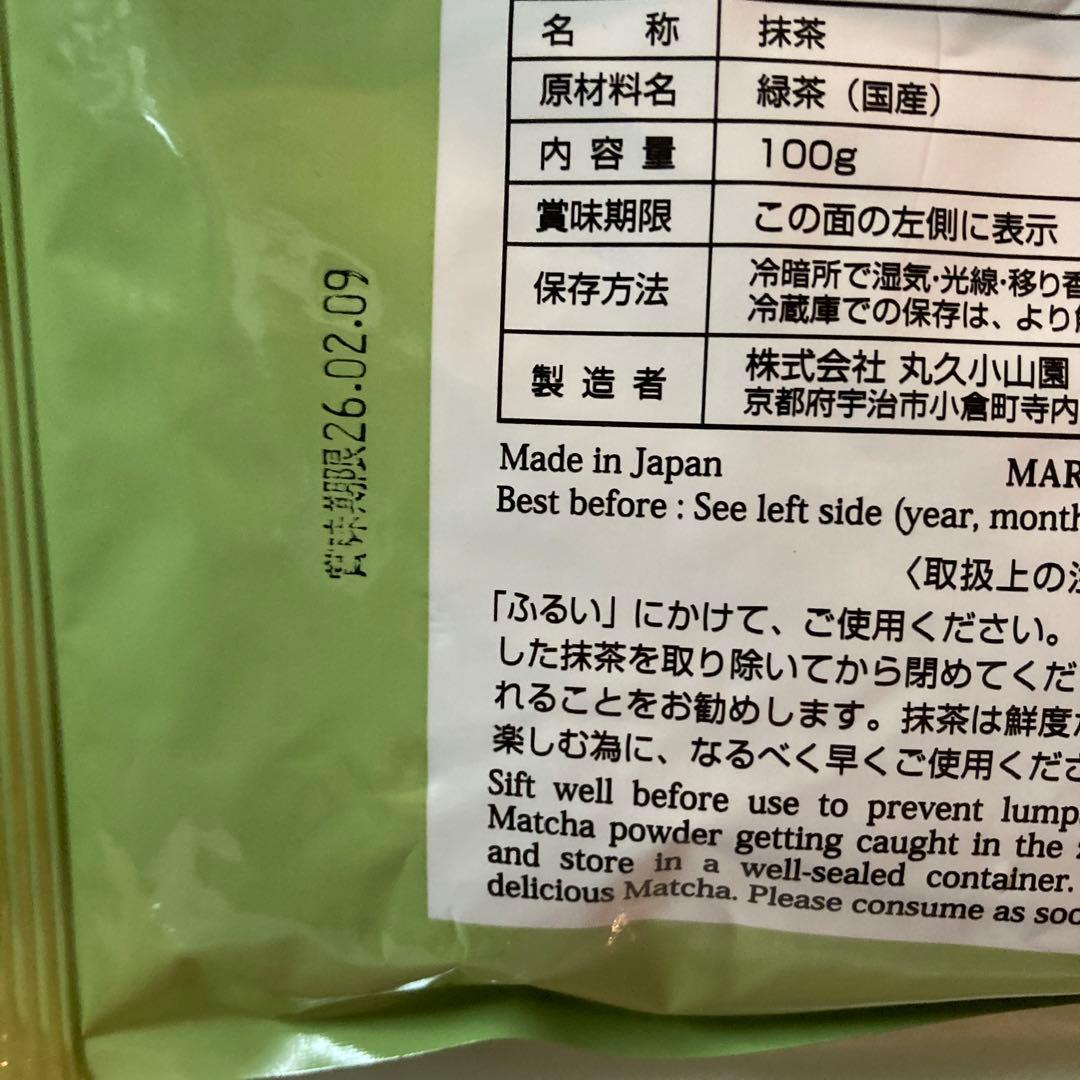 賞味期限26.02.09
名称 抹茶
原材料名 緑茶(国産)
内容量 100g
賞味期限 この面の左側に表示
保存方法 冷暗所で湿気・光線・移り香
冷蔵庫での保存は、より
製造者 株式会社 丸久小山園
京都府宇治市小倉町寺内
Made in Japan MAR
Best before : See left side (year, month
〈取扱上の注
「ふるい」にかけて、ご使用ください。
した抹茶を取り除いてから閉めてくだ
れることをお勧めします。抹茶は鮮度が
楽しむ為に、なるべく早くご使用くださ
Sift well before use to prevent lump
Matcha powder getting caught in the
and store in a well-sealed container.
delicious Matcha. Please consume as soo